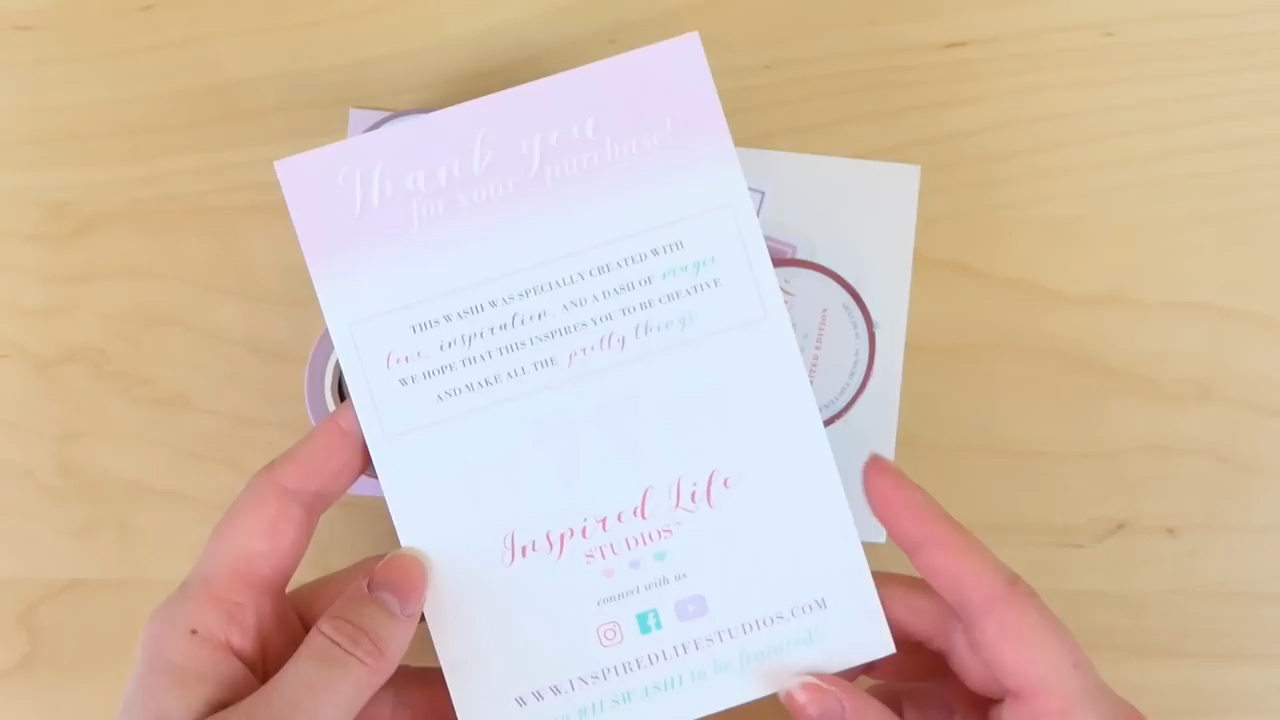 Thank you
for your purchase!
THIS WASHI WAS SPECIALLY CREATED WITH
love, inspiration, AND A DASH OF magic
WE HOPE THAT THIS INSPIRES YOU TO BE CREATIVE
AND MAKE ALL THE pretty things
Inspired Life
STUDIOS™
connect with us
WWW.INSPIREDLIFESTUDIOS.COM
#ILSWASHI to be featured!